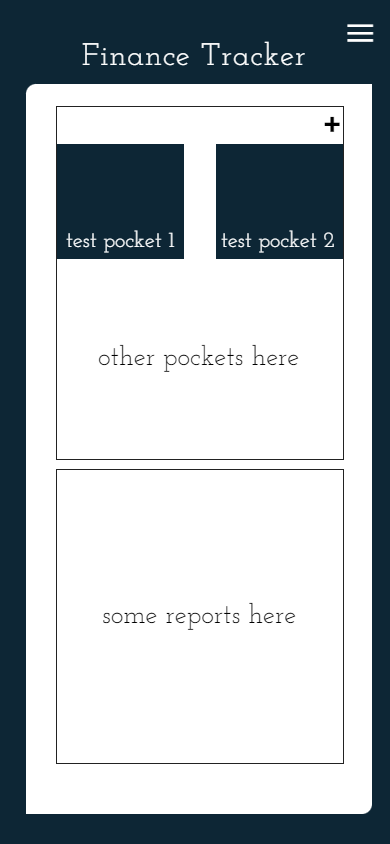 Finance Tracker
+
test pocket 1
test pocket 2
other pockets here
some reports here